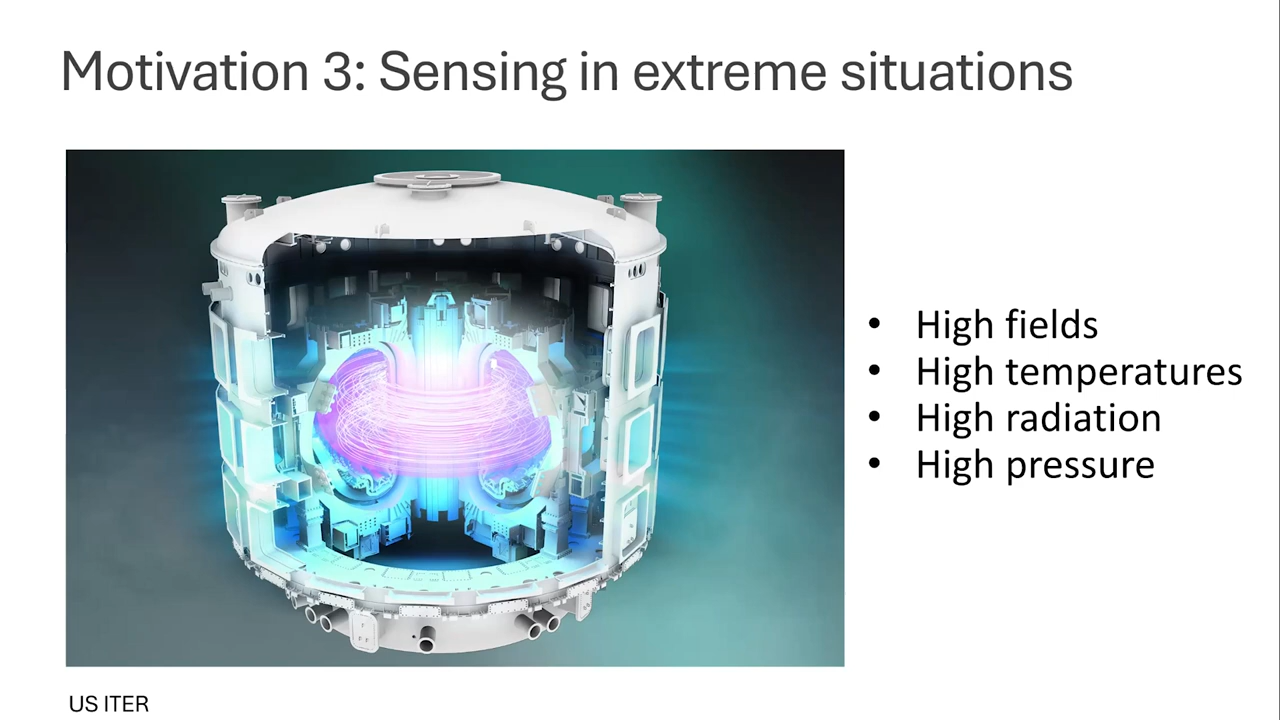 Motivation 3: Sensing in extreme situations
• High fields
• High temperatures
• High radiation
• High pressure
US ITER